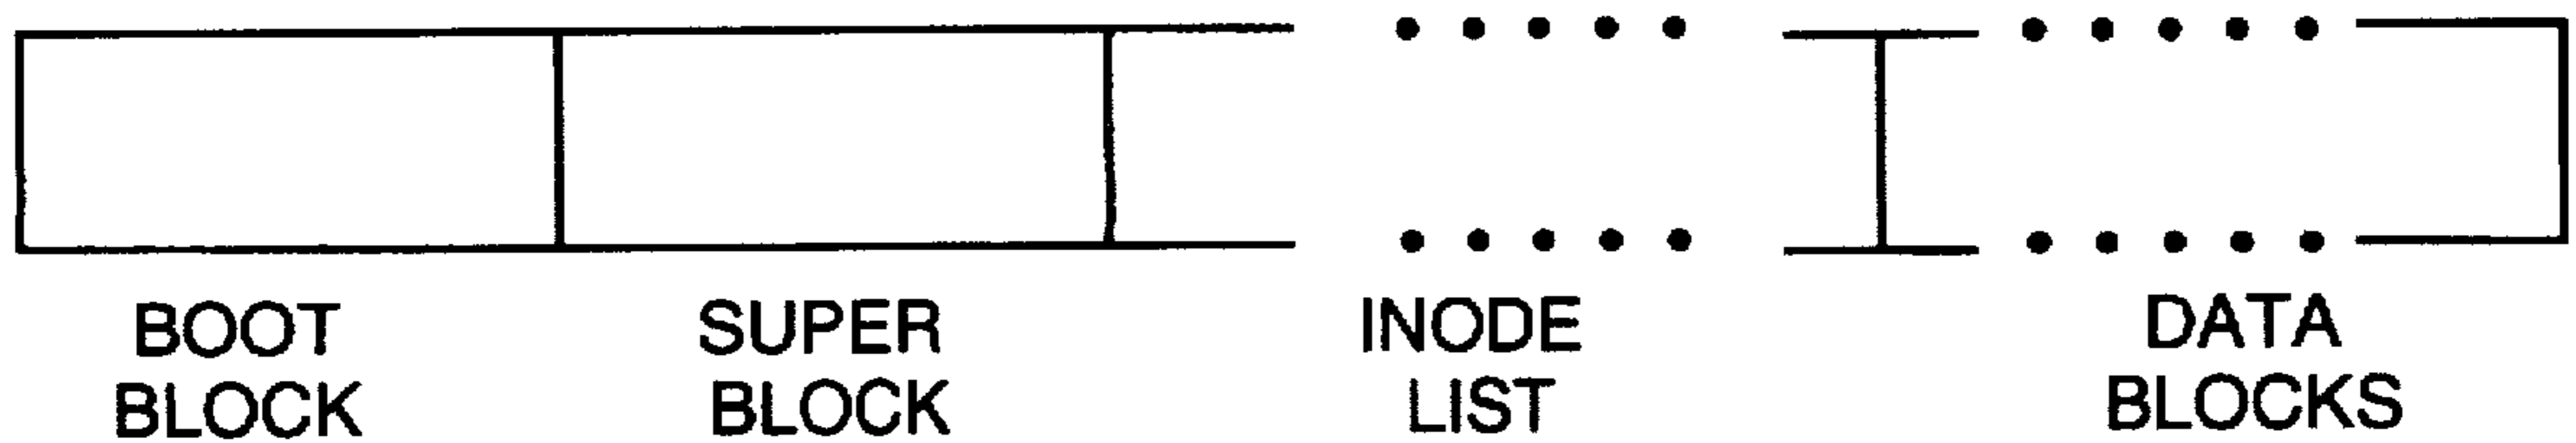 BOOT
BLOCK
SUPER
BLOCK
INODE
LIST
DATA
BLOCKS